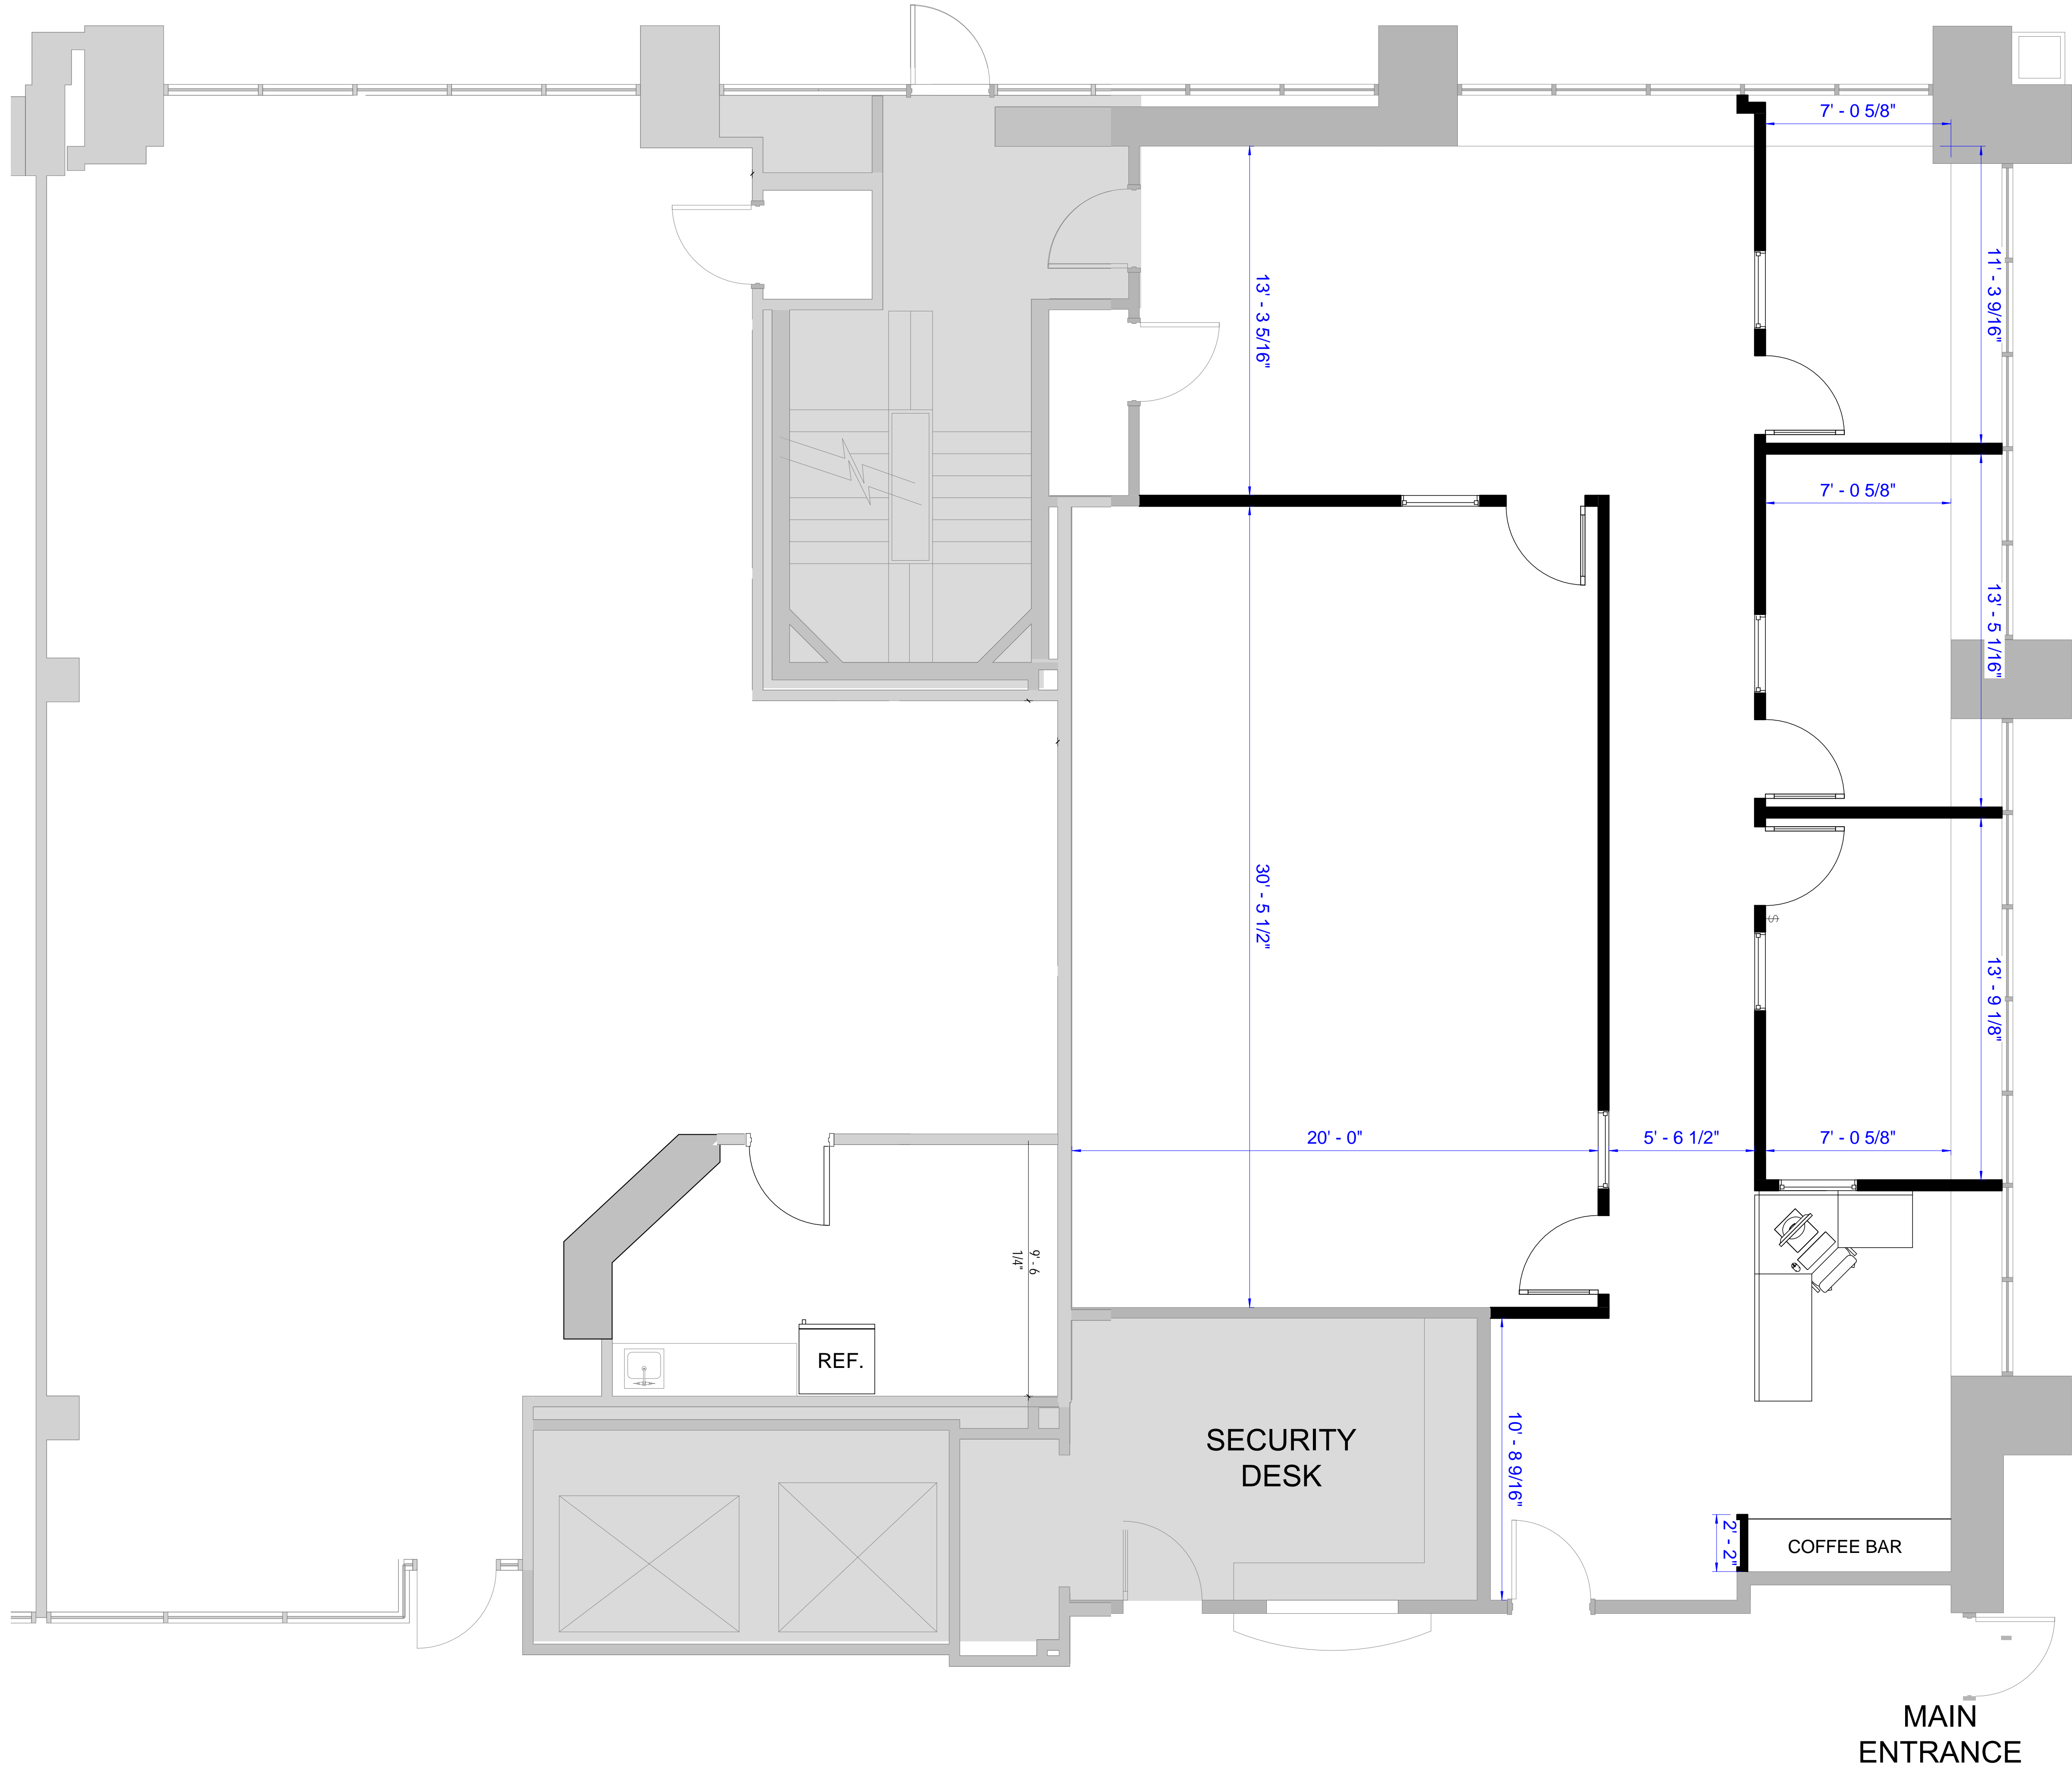 7' - 0 5/8"
11' - 3 9/16"
13' - 3 5/16"
7' - 0 5/8"
13' - 5 1/16"
30' - 5 1/2"
$
13' - 9 1/8"
20' - 0"
5' - 6 1/2"
7' - 0 5/8"
9' - 6
1/4"
REF.
SECURITY
DESK
10' - 8 9/16"
2' - 2"
COFFEE BAR
MAIN
ENTRANCE